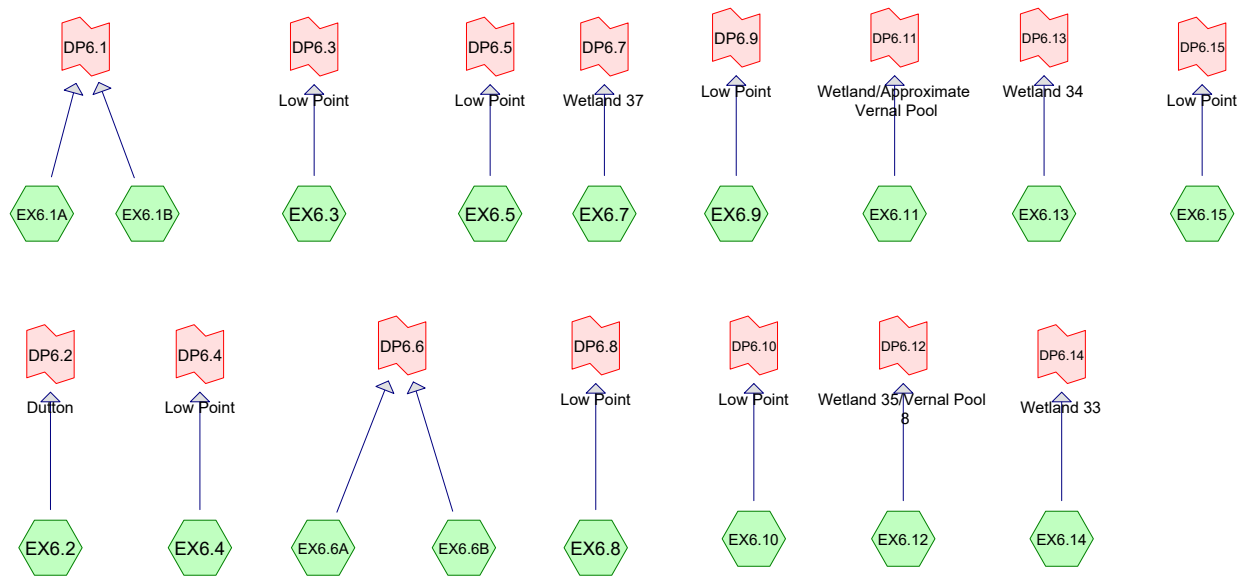 DP6.1
DP6.3
DP6.5
DP6.7
DP6.9
DP6.11
DP6.13
DP6.15
Low Point
Low Point
Wetland 37
Low Point
Wetland/Approximate
Vernal Pool
Wetland 34
Low Point
EX6.1A
EX6.1B
EX6.3
EX6.5
EX6.7
EX6.9
EX6.11
EX6.13
EX6.15
DP6.2
DP6.4
DP6.6
DP6.8
DP6.10
DP6.12
DP6.14
Dutton
Low Point
Low Point
Low Point
Wetland 35/Vernal Pool
8
Wetland 33
EX6.2
EX6.4
EX6.6A
EX6.6B
EX6.8
EX6.10
EX6.12
EX6.14